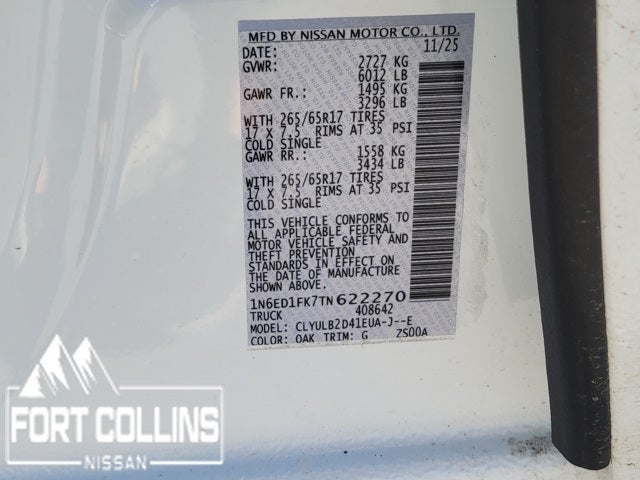 MFD BY NISSAN MOTOR CO., LTD.
DATE: 11/25
GVWR: 2727 KG
6012 LB
GAWR FR.: 1495 KG
3296 LB
WITH 265/65R17 TIRES
17 X 7.5 RIMS AT 35 PSI
COLD SINGLE
GAWR RR.: 1558 KG
3434 LB
WITH 265/65R17 TIRES
17 X 7.5 RIMS AT 35 PSI
COLD SINGLE
THIS VEHICLE CONFORMS TO
ALL APPLICABLE FEDERAL
MOTOR VEHICLE SAFETY AND
THEFT PREVENTION
STANDARDS IN EFFECT ON
THE DATE OF MANUFACTURE
SHOWN ABOVE.
1N6ED1FK7TN622270
TRUCK 408642
MODEL: CLYULB2D41EUA-J--E
COLOR: QAK TRIM: G ZS00A
FORT COLLINS
NISSAN